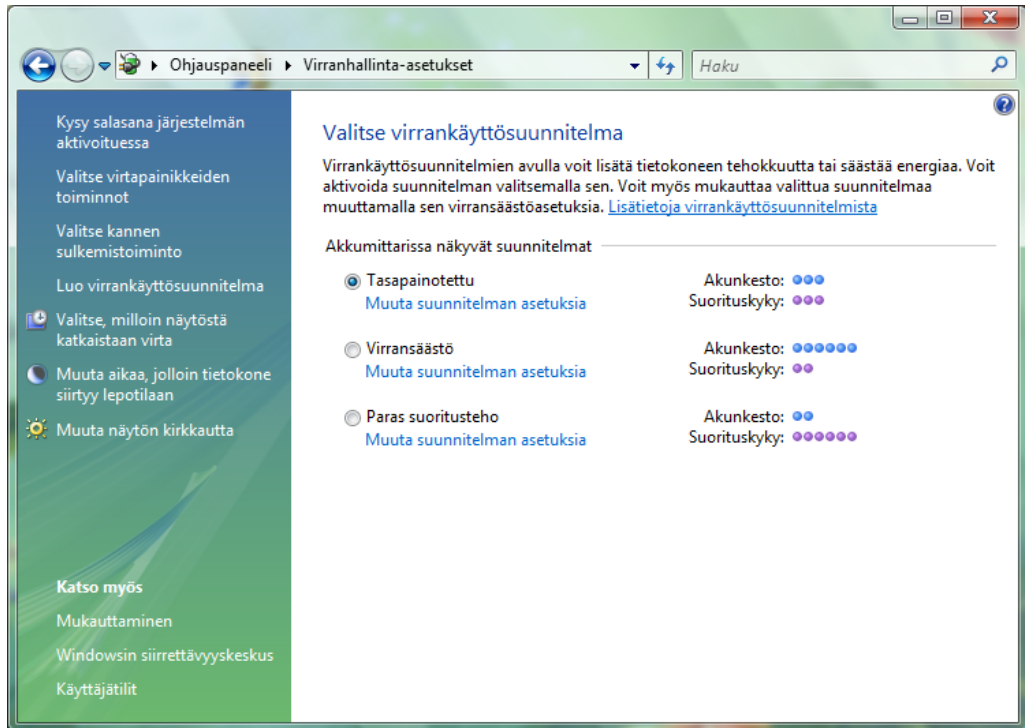 Ohjauspaneeli
Virranhallinta-asetukset
Haku
Kysy salasana järjestelmän
aktivoituessa
Valitse virtapainikkeiden
toiminnot
Valitse kannen
sulkemistoiminto
Luo virrankäyttösuunnitelma
Valitse, milloin näytöstä
katkaistaan virta
Muuta aikaa, jolloin tietokone
siirtyy lepotilaan
Muuta näytön kirkkautta
Katso myös
Mukauttaminen
Windowsin siirrettävyyskeskus
Käyttäjätilit
Valitse virrankäyttösuunnitelma
Virrankäyttösuunnitelmien avulla voit lisätä tietokoneen tehokkuutta tai säästää energiaa. Voit
aktivoida suunnitelman valitsemalla sen. Voit myös mukauttaa valittua suunnitelmaa
muuttamalla sen virransäästöasetuksia. Lisätietoja virrankäyttösuunnitelmista
Akkumittarissa näkyvät suunnitelmat
Tasapainotettu Akunkesto:
Muuta suunnitelman asetuksia Suorituskyky:
Virransäästö Akunkesto:
Muuta suunnitelman asetuksia Suorituskyky:
Paras suoritusteho Akunkesto:
Muuta suunnitelman asetuksia Suorituskyky: